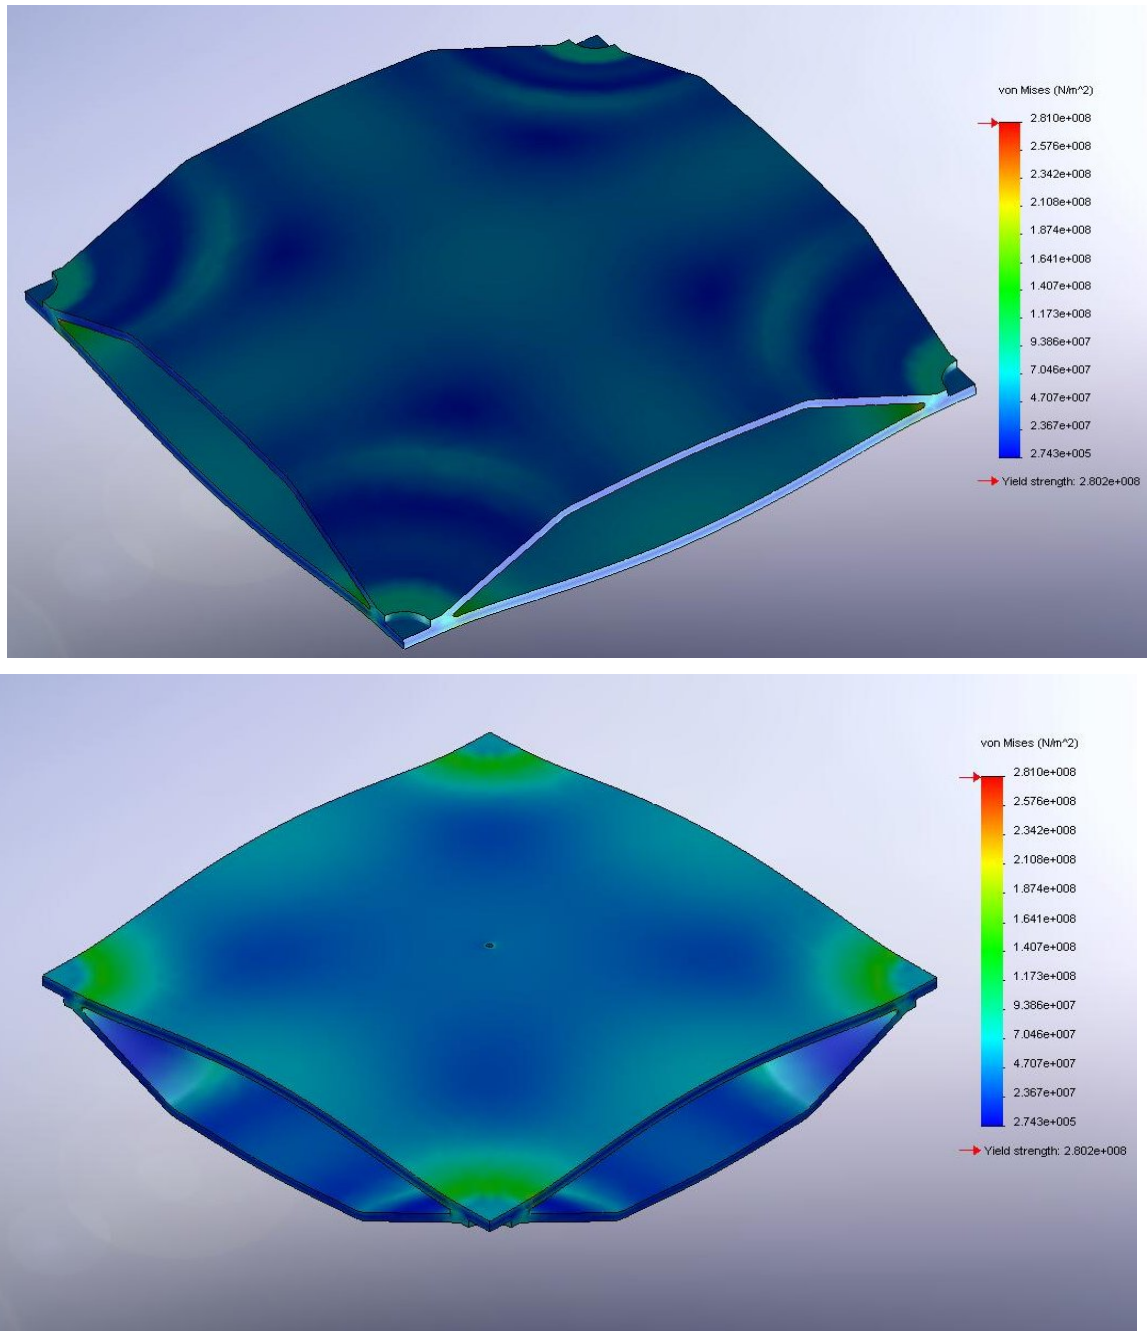 von Mises (N/m^2)
2.810e+008
2.576e+008
2.342e+008
2.108e+008
1.874e+008
1.641e+008
1.407e+008
1.173e+008
9.386e+007
7.046e+007
4.707e+007
2.367e+007
2.743e+005
Yield strength: 2.802e+008
von Mises (N/m^2)
2.810e+008
2.576e+008
2.342e+008
2.108e+008
1.874e+008
1.641e+008
1.407e+008
1.173e+008
9.386e+007
7.046e+007
4.707e+007
2.367e+007
2.743e+005
Yield strength: 2.802e+008